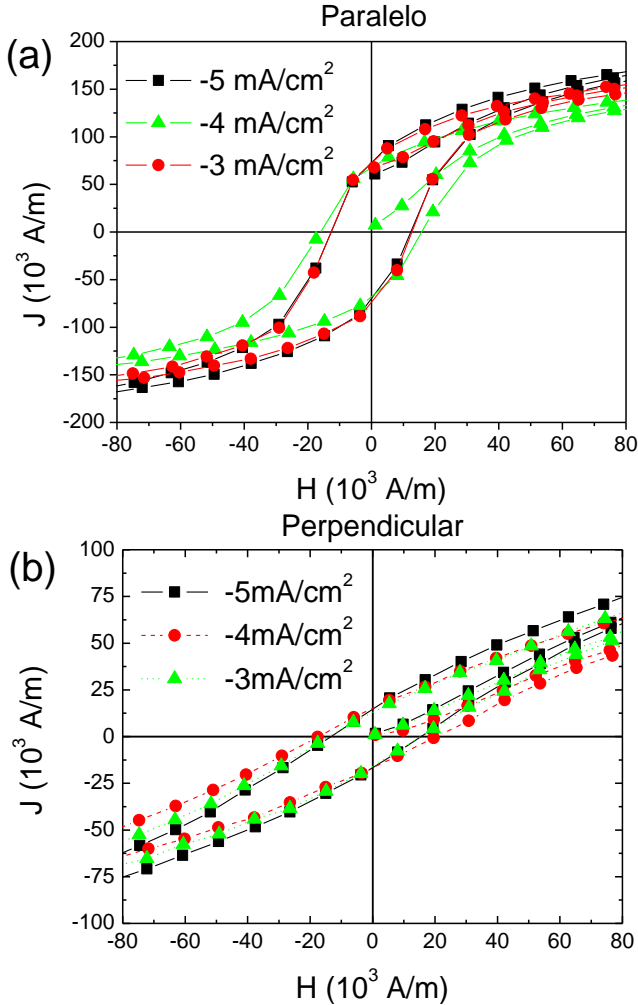 Paralelo
(a)
200
150
100
50
0
-50
-100
-150
-200
J (10³ A/m)
-5 mA/cm²
-4 mA/cm²
-3 mA/cm²
-80 -60 -40 -20 0 20 40 60 80
H (10³ A/m)
Perpendicular
(b)
100
75
50
25
0
-25
-50
-75
-100
J (10³ A/m)
-5mA/cm²
-4mA/cm²
-3mA/cm²
-80 -60 -40 -20 0 20 40 60 80
H (10³ A/m)